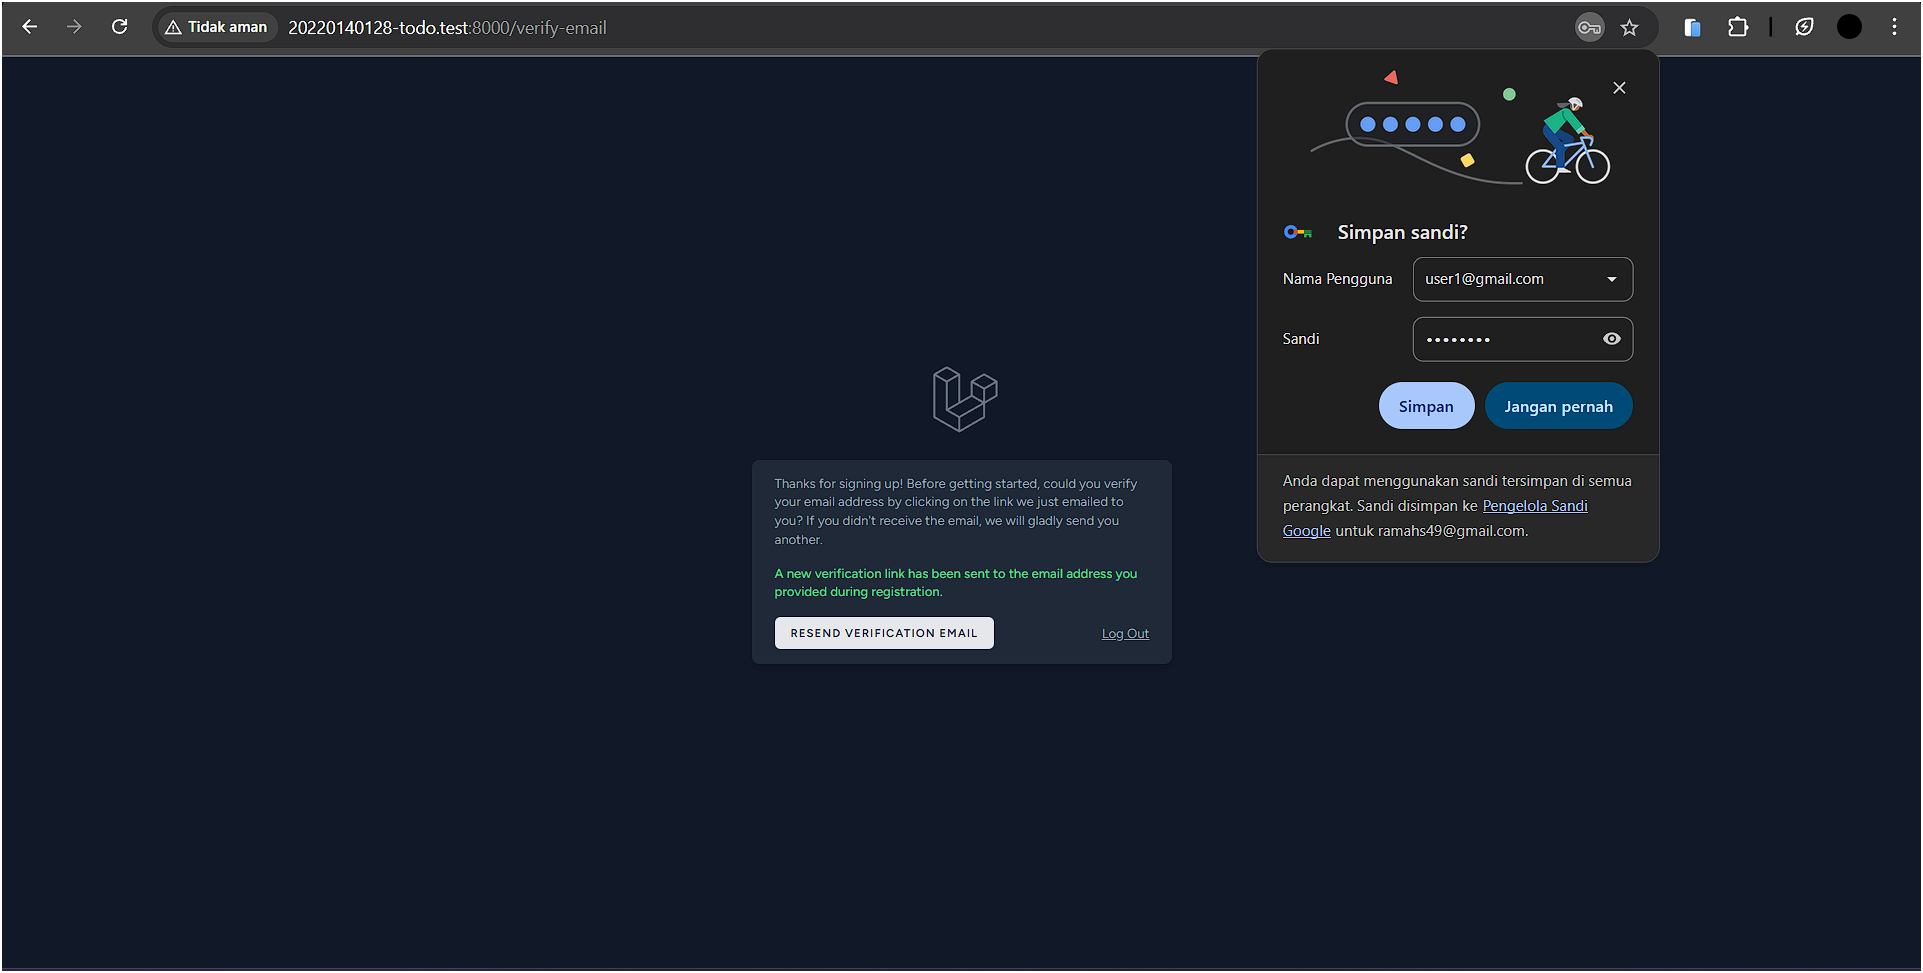 Tidak aman
20220140128-todo.test:8000/verify-email
Simpan sandi?
Nama Pengguna
user1@gmail.com
Sandi
••••••••
Simpan
Jangan pernah
Anda dapat menggunakan sandi tersimpan di semua
perangkat. Sandi disimpan ke Pengelola Sandi
Google untuk ramahs49@gmail.com.
Thanks for signing up! Before getting started, could you verify
your email address by clicking on the link we just emailed to
you? If you didn't receive the email, we will gladly send you
another.
A new verification link has been sent to the email address you
provided during registration.
RESEND VERIFICATION EMAIL
Log Out